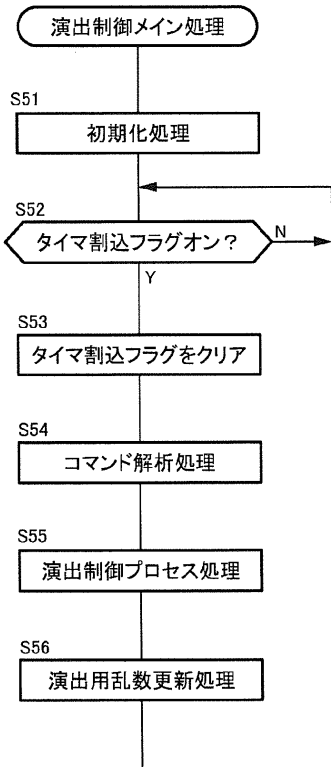 演出制御メイン処理
S51
初期化処理
S52
タイマ割込フラグオン？
N
Y
S53
タイマ割込フラグをクリア
S54
コマンド解析処理
S55
演出制御プロセス処理
S56
演出用乱数更新処理